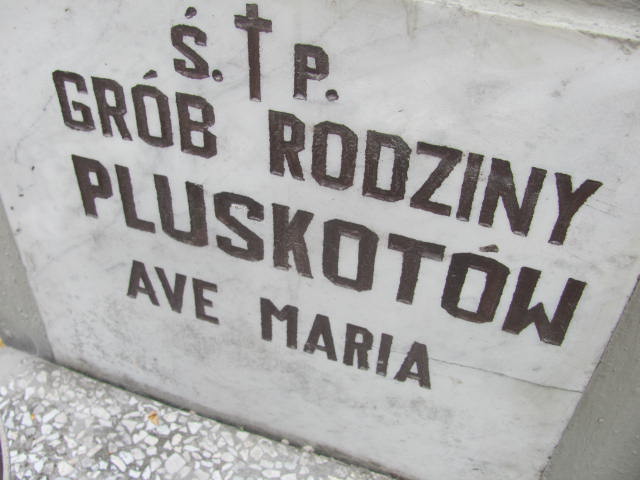 Ś. † P.
GRÓB RODZINY
PLUSKOTÓW
AVE MARIA